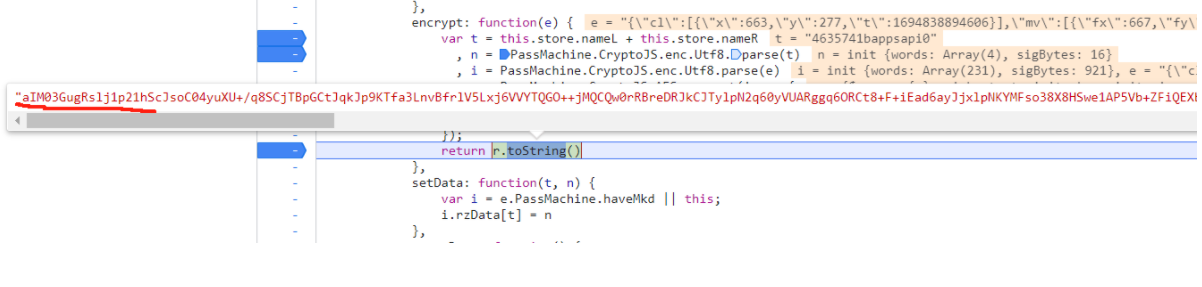 },
encrypt: function(e) { e = "{\"cl\":[{\"x\":663,\"y\":277,\"t\":1694838894606}],\"mv\":[{\"fx\":667,\"fy\
var t = this.store.nameL + this.store.nameR t = "4635741bappsapi0"
, n = PassMachine.CryptoJS.enc.Utf8.parse(t) n = init {words: Array(4), sigBytes: 16}
, i = PassMachine.CryptoJS.enc.Utf8.parse(e) i = init {words: Array(231), sigBytes: 921}, e = "{\"c
"aIM03GugRslj1p21hScJsoC04yuXU+/q8SCjTBpGCtJqkJp9KTfa3LnvBfrlV5Lxj6VVYTQGO++jMQCQw0rRBreDRJkCJTylpN2q60yVUARggq6ORCt8+F+iEad6ayJjxlpNKYMFso38X8HSwe1AP5Vb+ZFiQEX
});
return r.toString()
},
setData: function(t, n) {
var i = e.PassMachine.haveMkd || this;
i.rzData[t] = n
},